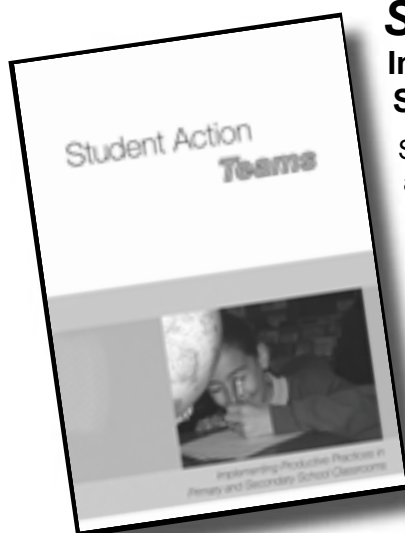 Student Action
Teams
Implementing Productive Practices in
Primary and Secondary School Classrooms
S
In
S
S
a